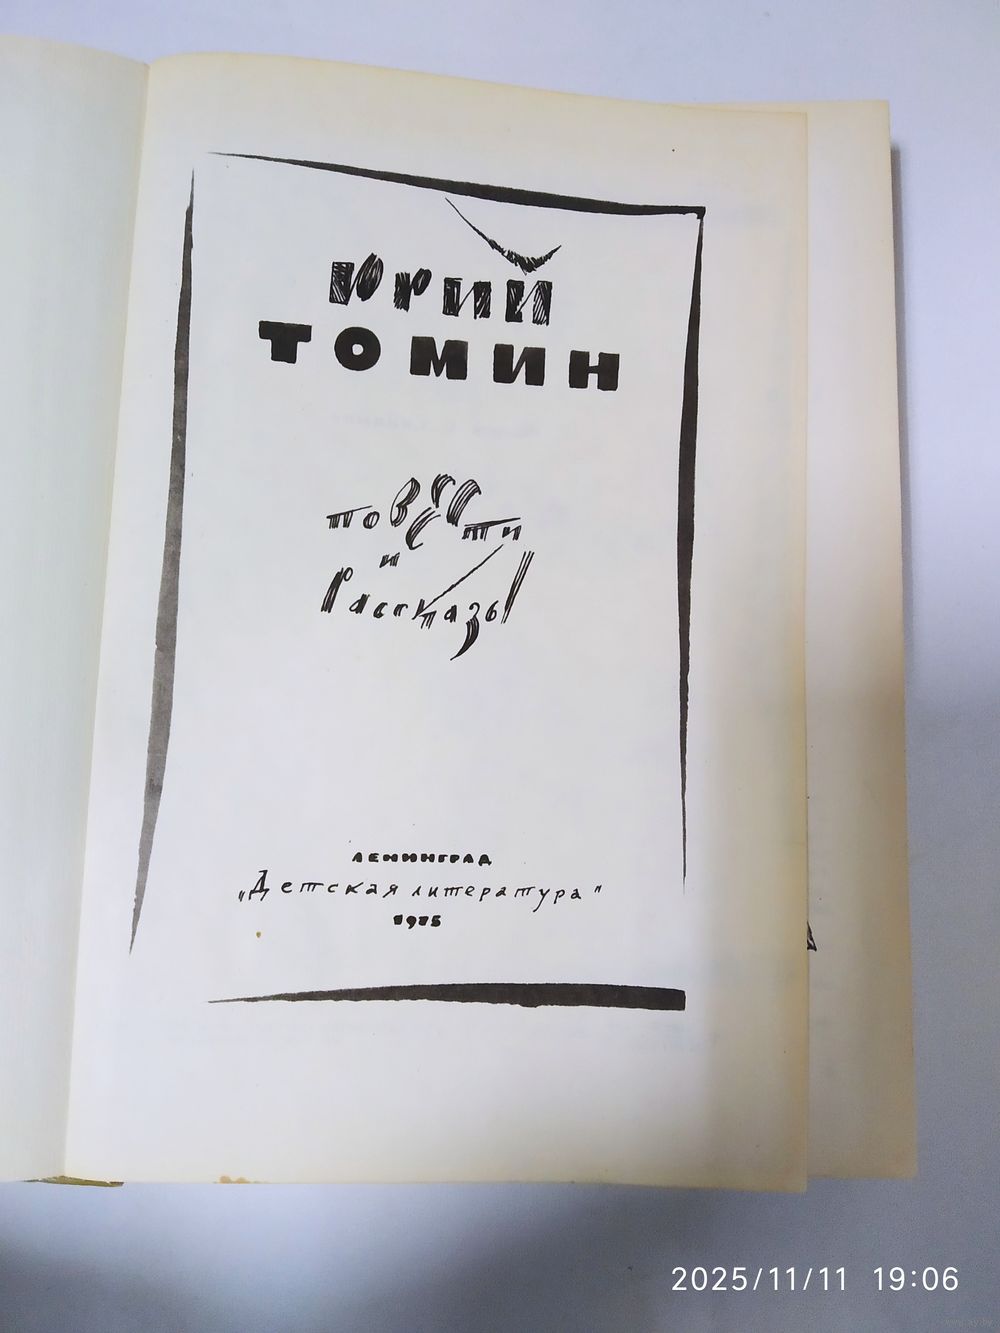 Юрий
ТОМИН
повести
и
рассказы
ЛЕНИНГРАД
„Детская литература"
1975
2025/11/11 19:06